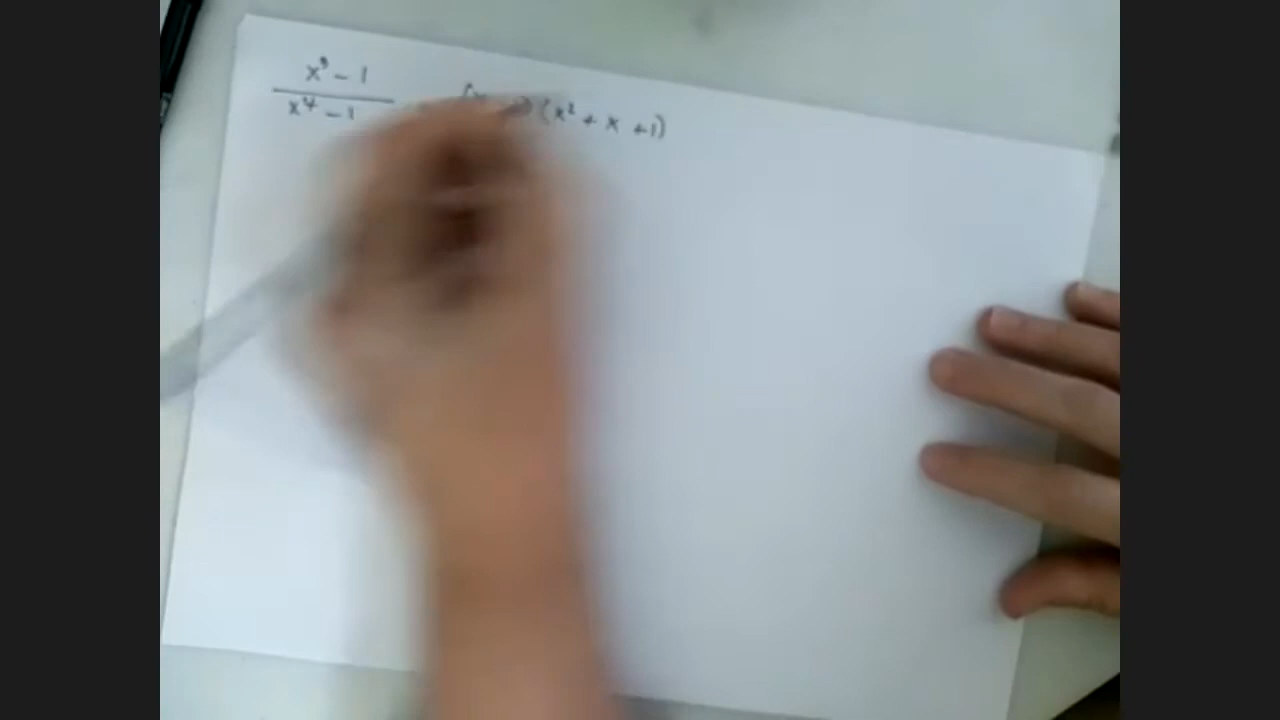 x³ - 1
x⁴ - 1
(x² + x + 1)